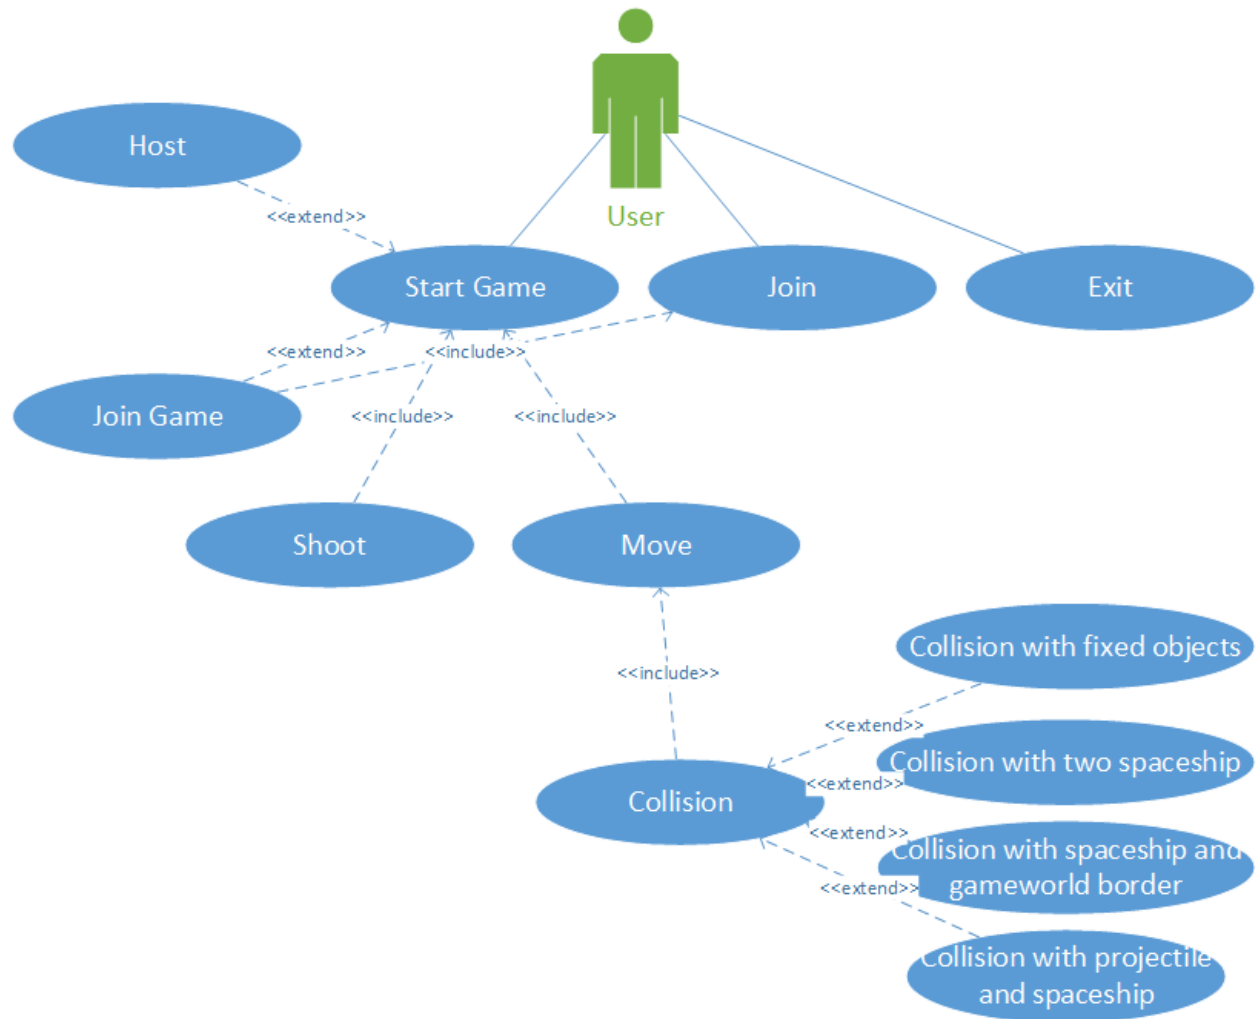 Host
User
<<extend>>
Start Game
Join
Exit
<<extend>>
<<include>>
Join Game
<<include>>
<<include>>
Shoot
Move
Collision with fixed objects
<<include>>
<<extend>>
Collision with two spaceship
<<extend>>
Collision
<<extend>>
Collision with spaceship and
gameworld border
<<extend>>
Collision with projectile
and spaceship